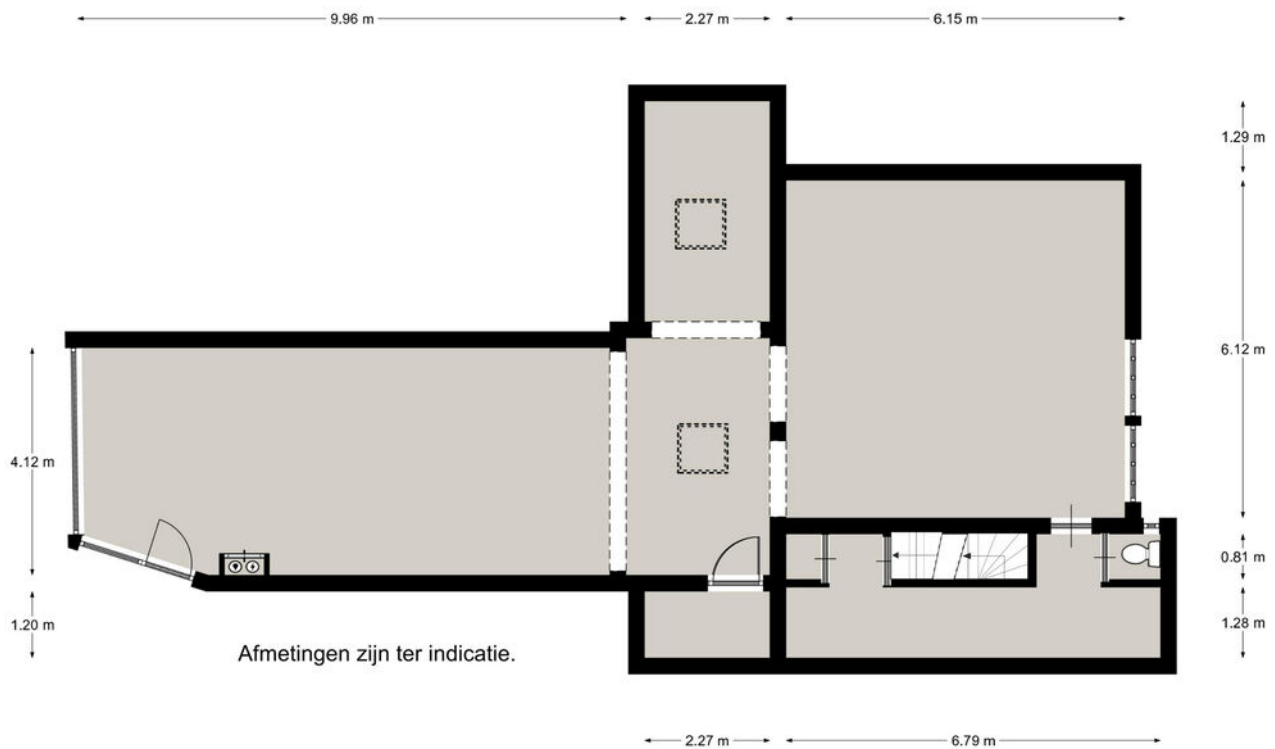 9.96 m
2.27 m
6.15 m
1.29 m
6.12 m
4.12 m
0.81 m
1.20 m
1.28 m
Afmetingen zijn ter indicatie.
2.27 m
6.79 m